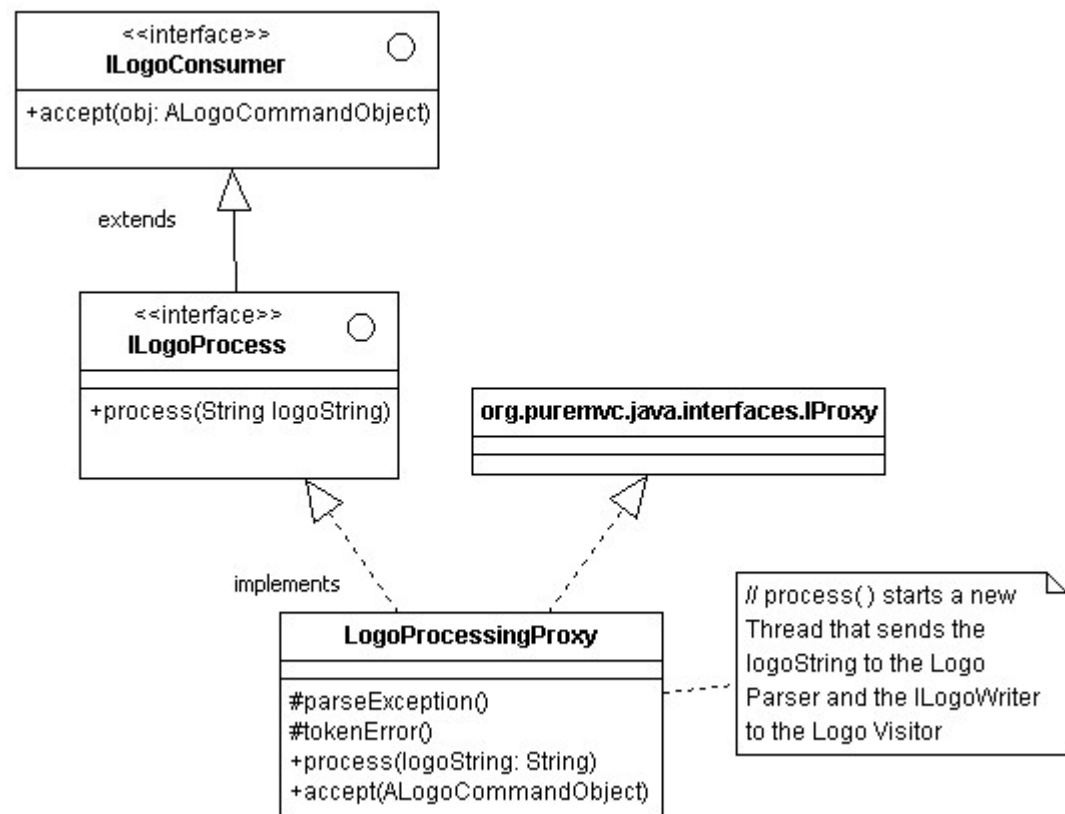 <<interface>>
ILogoConsumer
+accept(obj: ALogoCommandObject)
extends
<<interface>>
ILogoProcess
+process(String logoString)
org.puremvc.java.interfaces.IProxy
implements
LogoProcessingProxy
#parseException()
#tokenError()
+process(logoString: String)
+accept(ALogoCommandObject)
// process() starts a new
Thread that sends the
logoString to the Logo
Parser and the ILogoWriter
to the Logo Visitor